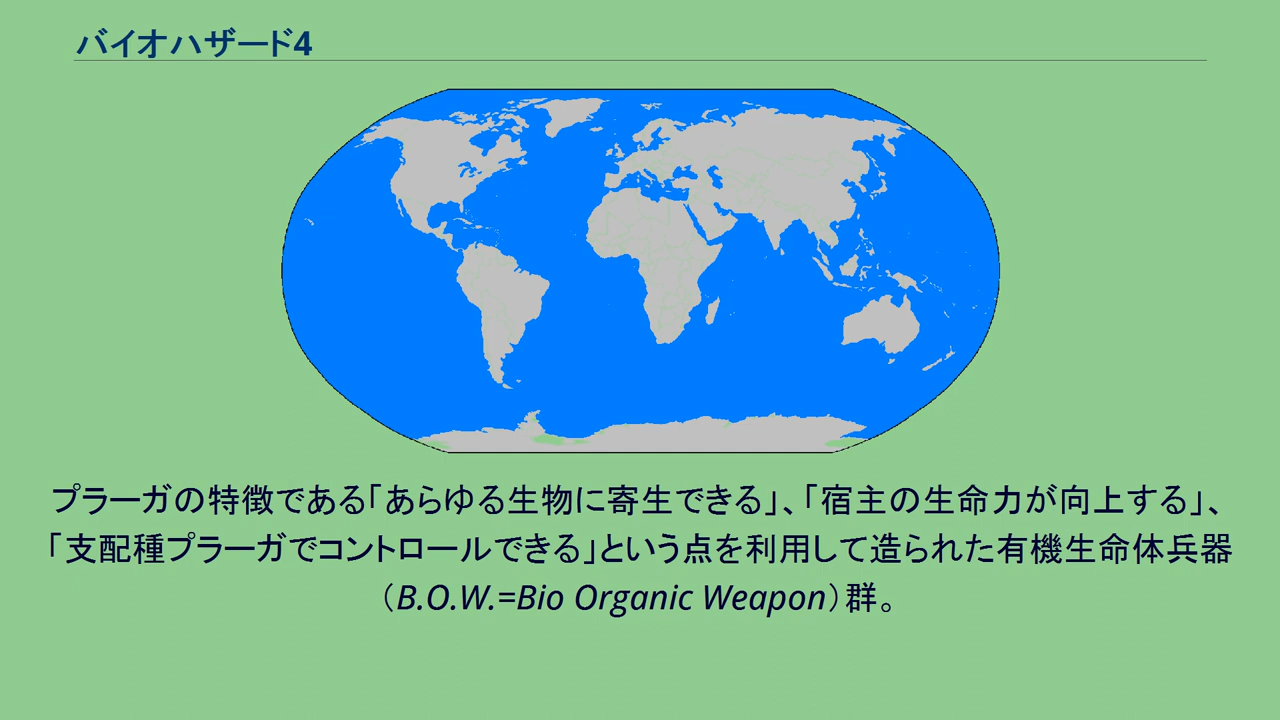 バイオハザード4
プラーガの特徴である「あらゆる生物に寄生できる」、「宿主の生命力が向上する」、
「支配種プラーガでコントロールできる」という点を利用して造られた有機生命体兵器
（B.O.W.=Bio Organic Weapon）群。